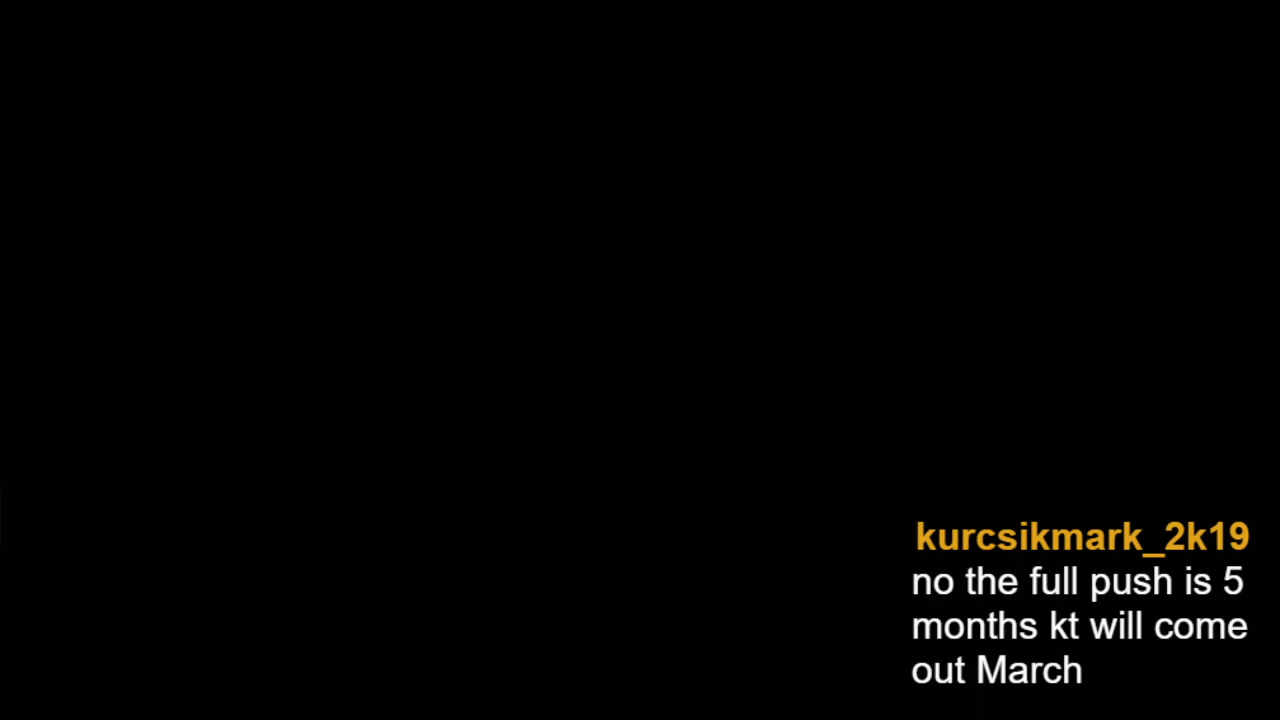 kurcsikmark_2k19
no the full push is 5
months kt will come
out March